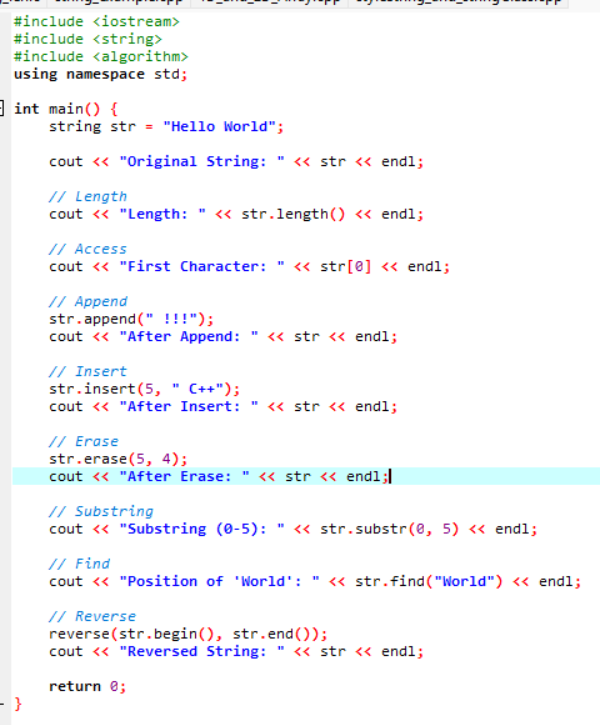 #include <iostream>
#include <string>
#include <algorithm>
using namespace std;

int main() {
    string str = "Hello World";

    cout << "Original String: " << str << endl;

    // Length
    cout << "Length: " << str.length() << endl;

    // Access
    cout << "First Character: " << str[0] << endl;

    // Append
    str.append(" !!!");
    cout << "After Append: " << str << endl;

    // Insert
    str.insert(5, " C++");
    cout << "After Insert: " << str << endl;

    // Erase
    str.erase(5, 4);
    cout << "After Erase: " << str << endl;

    // Substring
    cout << "Substring (0-5): " << str.substr(0, 5) << endl;

    // Find
    cout << "Position of 'World': " << str.find("World") << endl;

    // Reverse
    reverse(str.begin(), str.end());
    cout << "Reversed String: " << str << endl;

    return 0;
}